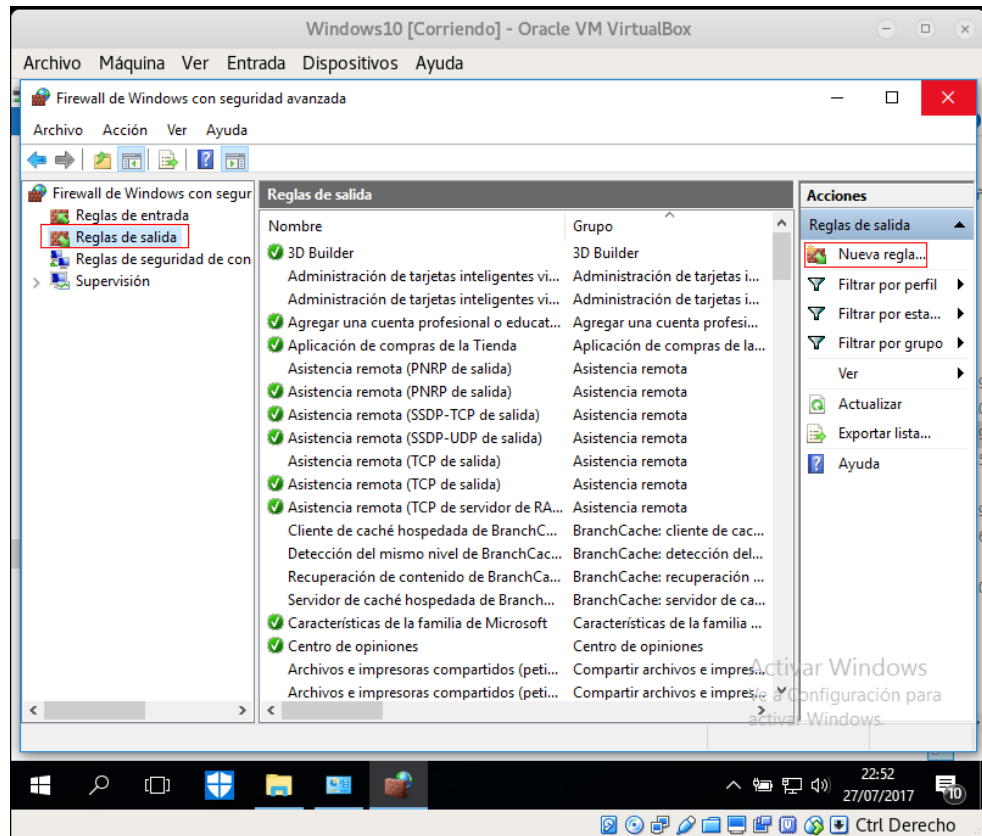 Windows10 [Corriendo] - Oracle VM VirtualBox
Archivo Máquina Ver Entrada Dispositivos Ayuda
Firewall de Windows con seguridad avanzada
Archivo Acción Ver Ayuda
Firewall de Windows con segur
Reglas de entrada
Reglas de salida
Reglas de seguridad de con
Supervisión
Reglas de salida
Nombre Grupo
3D Builder 3D Builder
Administración de tarjetas inteligentes vi... Administración de tarjetas i...
Administración de tarjetas inteligentes vi... Administración de tarjetas i...
Agregar una cuenta profesional o educat... Agregar una cuenta profesi...
Aplicación de compras de la Tienda Aplicación de compras de la...
Asistencia remota (PNRP de salida) Asistencia remota
Asistencia remota (PNRP de salida) Asistencia remota
Asistencia remota (SSDP-TCP de salida) Asistencia remota
Asistencia remota (SSDP-UDP de salida) Asistencia remota
Asistencia remota (TCP de salida) Asistencia remota
Asistencia remota (TCP de salida) Asistencia remota
Asistencia remota (TCP de servidor de RA... Asistencia remota
Cliente de caché hospedada de BranchC... BranchCache: cliente de cac...
Detección del mismo nivel de BranchCac... BranchCache: detección del...
Recuperación de contenido de BranchCa... BranchCache: recuperación ...
Servidor de caché hospedada de Branch... BranchCache: servidor de ca...
Características de la familia de Microsoft Características de la familia ...
Centro de opiniones Centro de opiniones
Archivos e impresoras compartidos (peti... Compartir archivos e impres...
Archivos e impresoras compartidos (peti... Compartir archivos e impres...
Acciones
Reglas de salida
Nueva regla...
Filtrar por perfil
Filtrar por esta...
Filtrar por grupo
Ver
Actualizar
Exportar lista...
Ayuda
Activar Windows
Ve a Configuración para
activar Windows.
22:52
27/07/2017
10
Ctrl Derecho